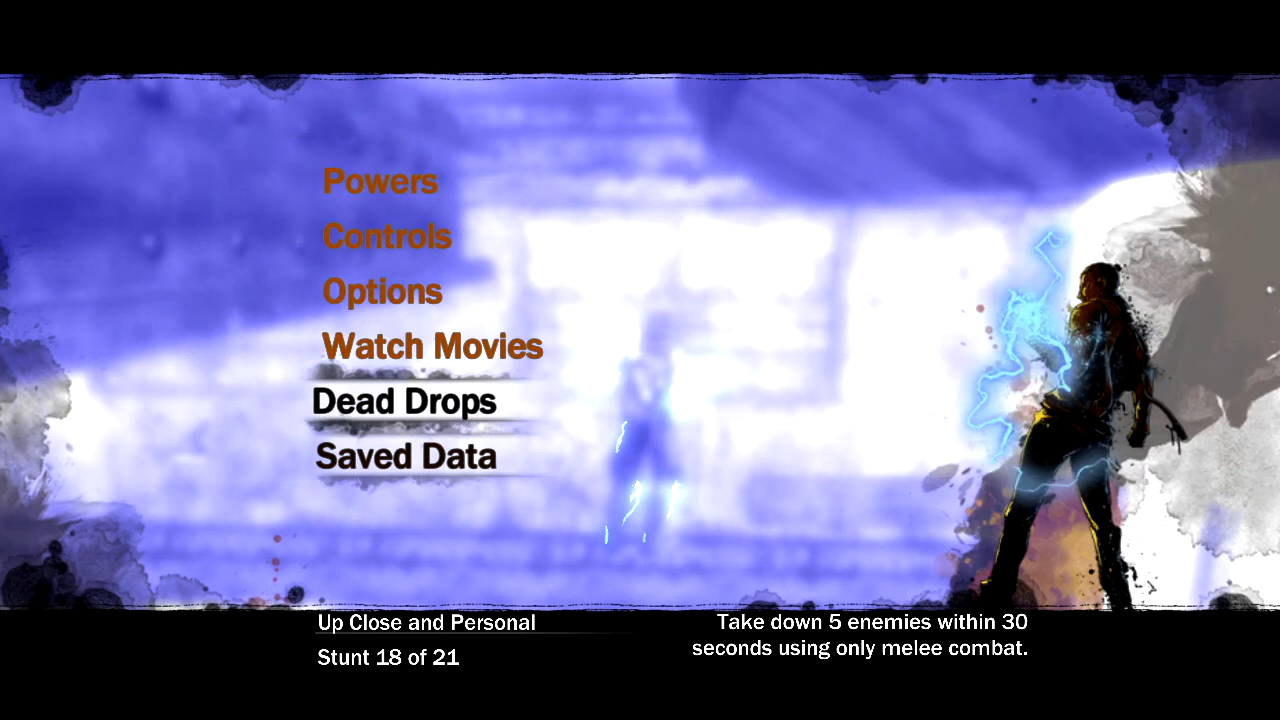 Powers
Controls
Options
Watch Movies
Dead Drops
Saved Data
Up Close and Personal
Stunt 18 of 21
Take down 5 enemies within 30
seconds using only melee combat.